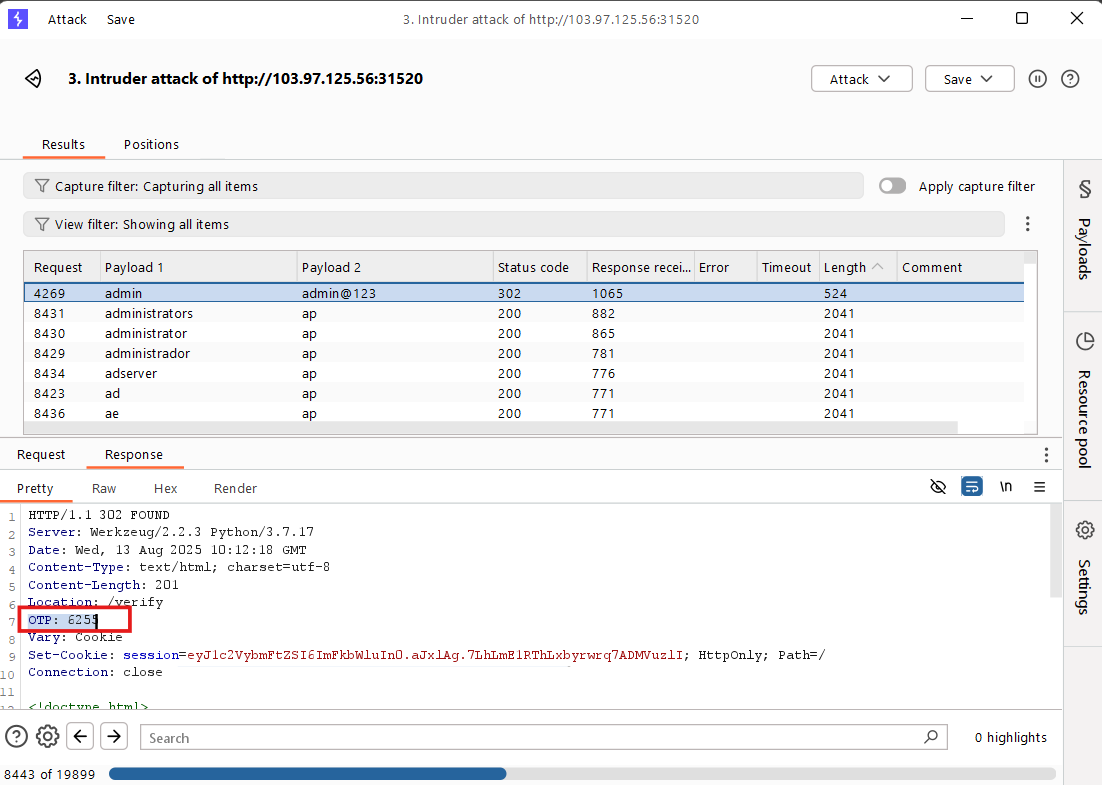 Attack Save 3. Intruder attack of http://103.97.125.56:31520
3. Intruder attack of http://103.97.125.56:31520 Attack Save
Results Positions
Capture filter: Capturing all items Apply capture filter
View filter: Showing all items
Request Payload 1 Payload 2 Status code Response recei... Error Timeout Length Comment
4269 admin admin@123 302 1065 524
8431 administrators ap 200 882 2041
8430 administrator ap 200 865 2041
8429 administrador ap 200 781 2041
8434 adserver ap 200 776 2041
8423 ad ap 200 771 2041
8436 ae ap 200 771 2041
Payloads
Resource pool
Settings
Request Response
Pretty Raw Hex Render \n
1 HTTP/1.1 302 FOUND
2 Server: Werkzeug/2.2.3 Python/3.7.17
3 Date: Wed, 13 Aug 2025 10:12:18 GMT
4 Content-Type: text/html; charset=utf-8
5 Content-Length: 201
6 Location: /verify
7 OTP: 6255
8 Vary: Cookie
9 Set-Cookie: session=eyJ1c2VybmFtZSI6ImFkbWluIn0.aJxlAg.7LhLmE1RThLxbyrwrq7ADMVuzlI; HttpOnly; Path=/
10 Connection: close
11
12 <!doctype html>
Search 0 highlights
8443 of 19899